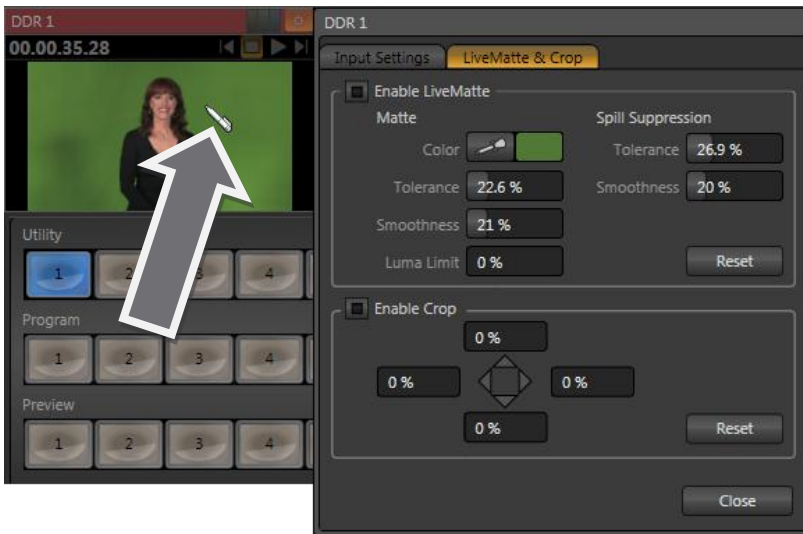 DDR 1
00.00.35.28
Utility
1 2 3 4
Program
1 2 3 4
Preview
1 2 3 4
DDR 1
Input Settings LiveMatte & Crop
Enable LiveMatte
Matte Spill Suppression
Color Tolerance 26.9 %
Tolerance 22.6 % Smoothness 20 %
Smoothness 21 %
Luma Limit 0 % Reset
Enable Crop
0 %
0 % 0 %
0 % Reset
Close